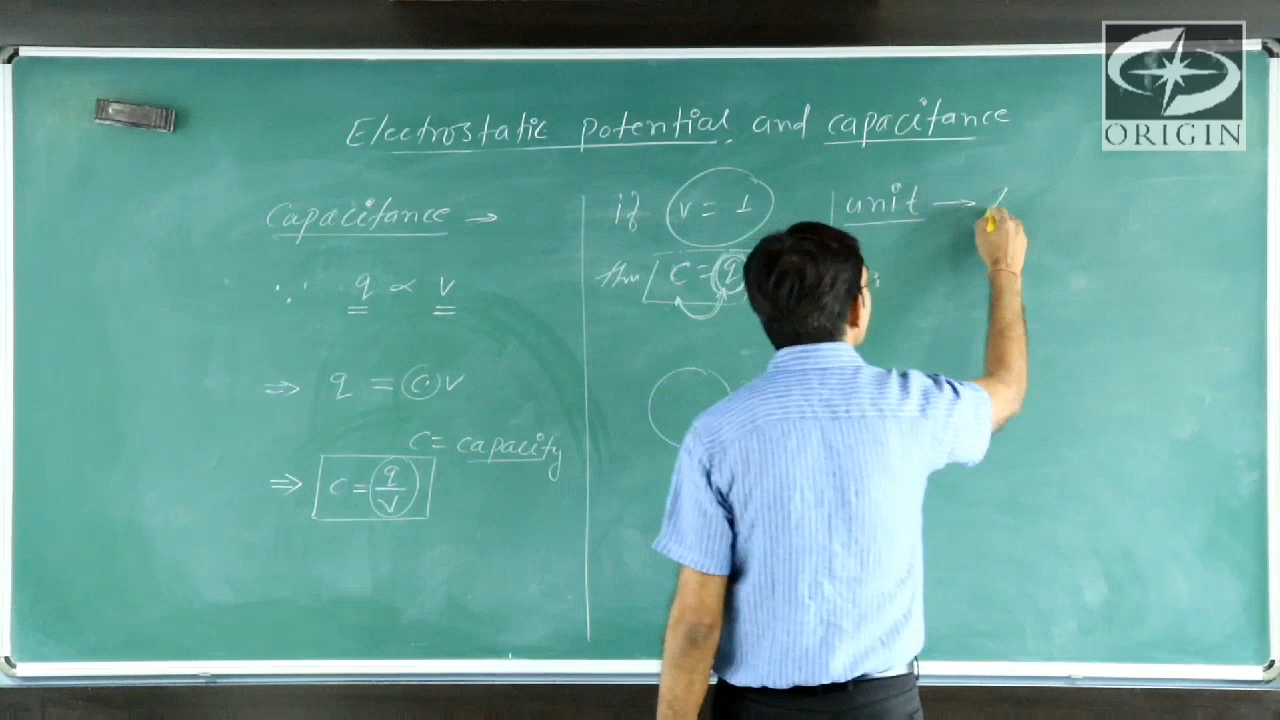 Electrostatic potential and capacitance
Capacitance →
∵ q ∝ v
⇒ q = C v
C = capacity
⇒ C = q/V
if v = 1
then C = q
unit →
ORIGIN